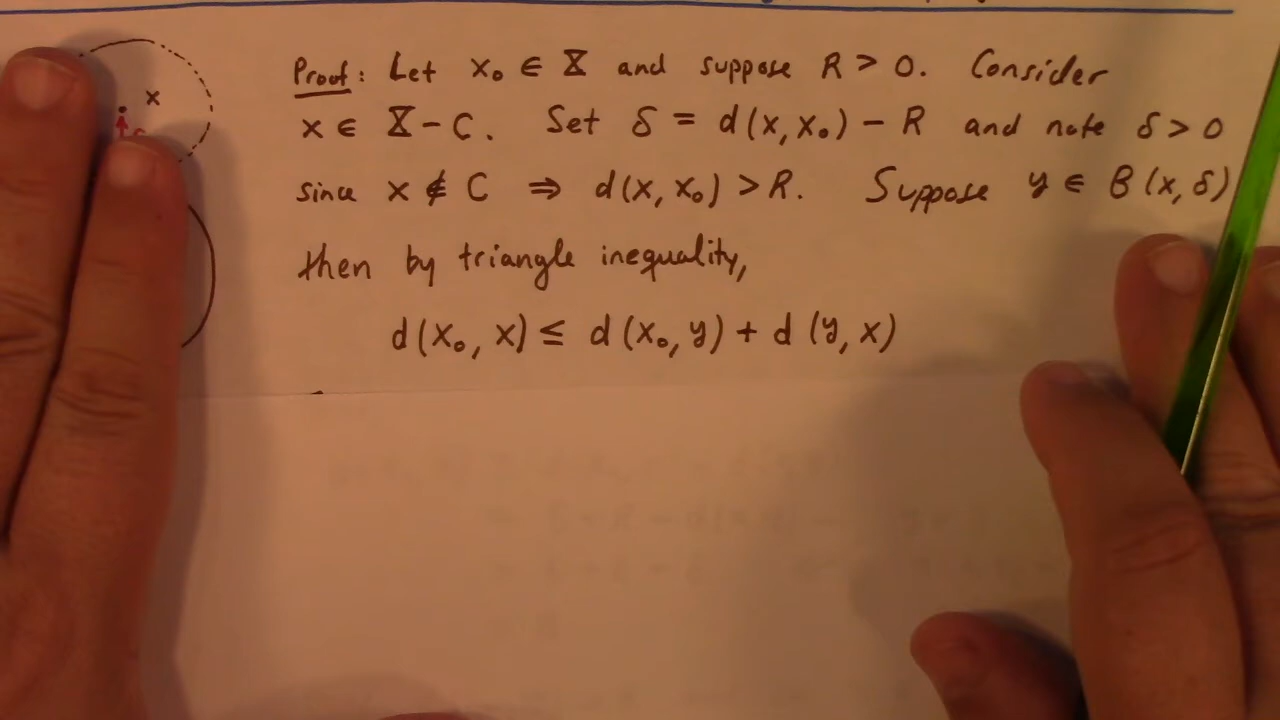 Proof: Let x₀ ∈ X and suppose R > 0. Consider
x ∈ X − C. Set δ = d(x, x₀) − R and note δ > 0
since x ∉ C ⇒ d(x, x₀) > R. Suppose y ∈ B(x, δ)
then by triangle inequality,
d(x₀, x) ≤ d(x₀, y) + d(y, x)
x